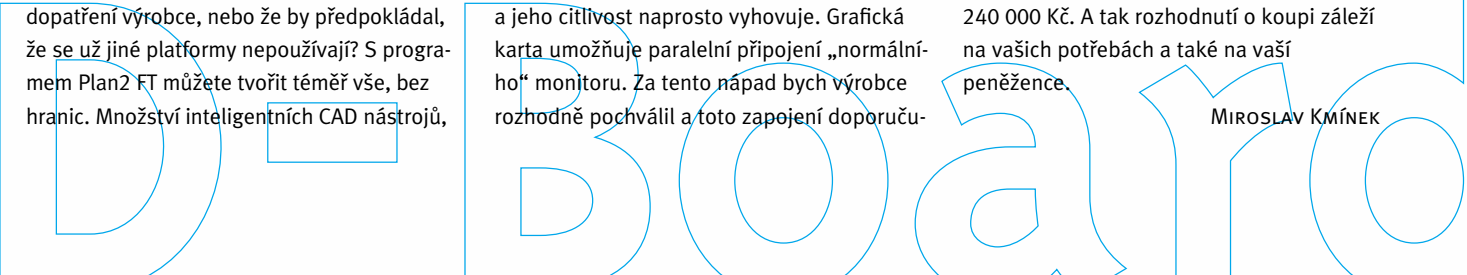 dopatření výrobce, nebo že by předpokládal,
že se už jiné platformy nepoužívají? S progra-
mem Plan2 FT můžete tvořit téměř vše, bez
hranic. Množství inteligentních CAD nástrojů,
a jeho citlivost naprosto vyhovuje. Grafická
karta umožňuje paralelní připojení „normální-
ho“ monitoru. Za tento nápad bych výrobce
rozhodně pochválil a toto zapojení doporuču-
240 000 Kč. A tak rozhodnutí o koupi záleží
na vašich potřebách a také na vaší
peněžence.
Miroslav Kmínek
D-Board